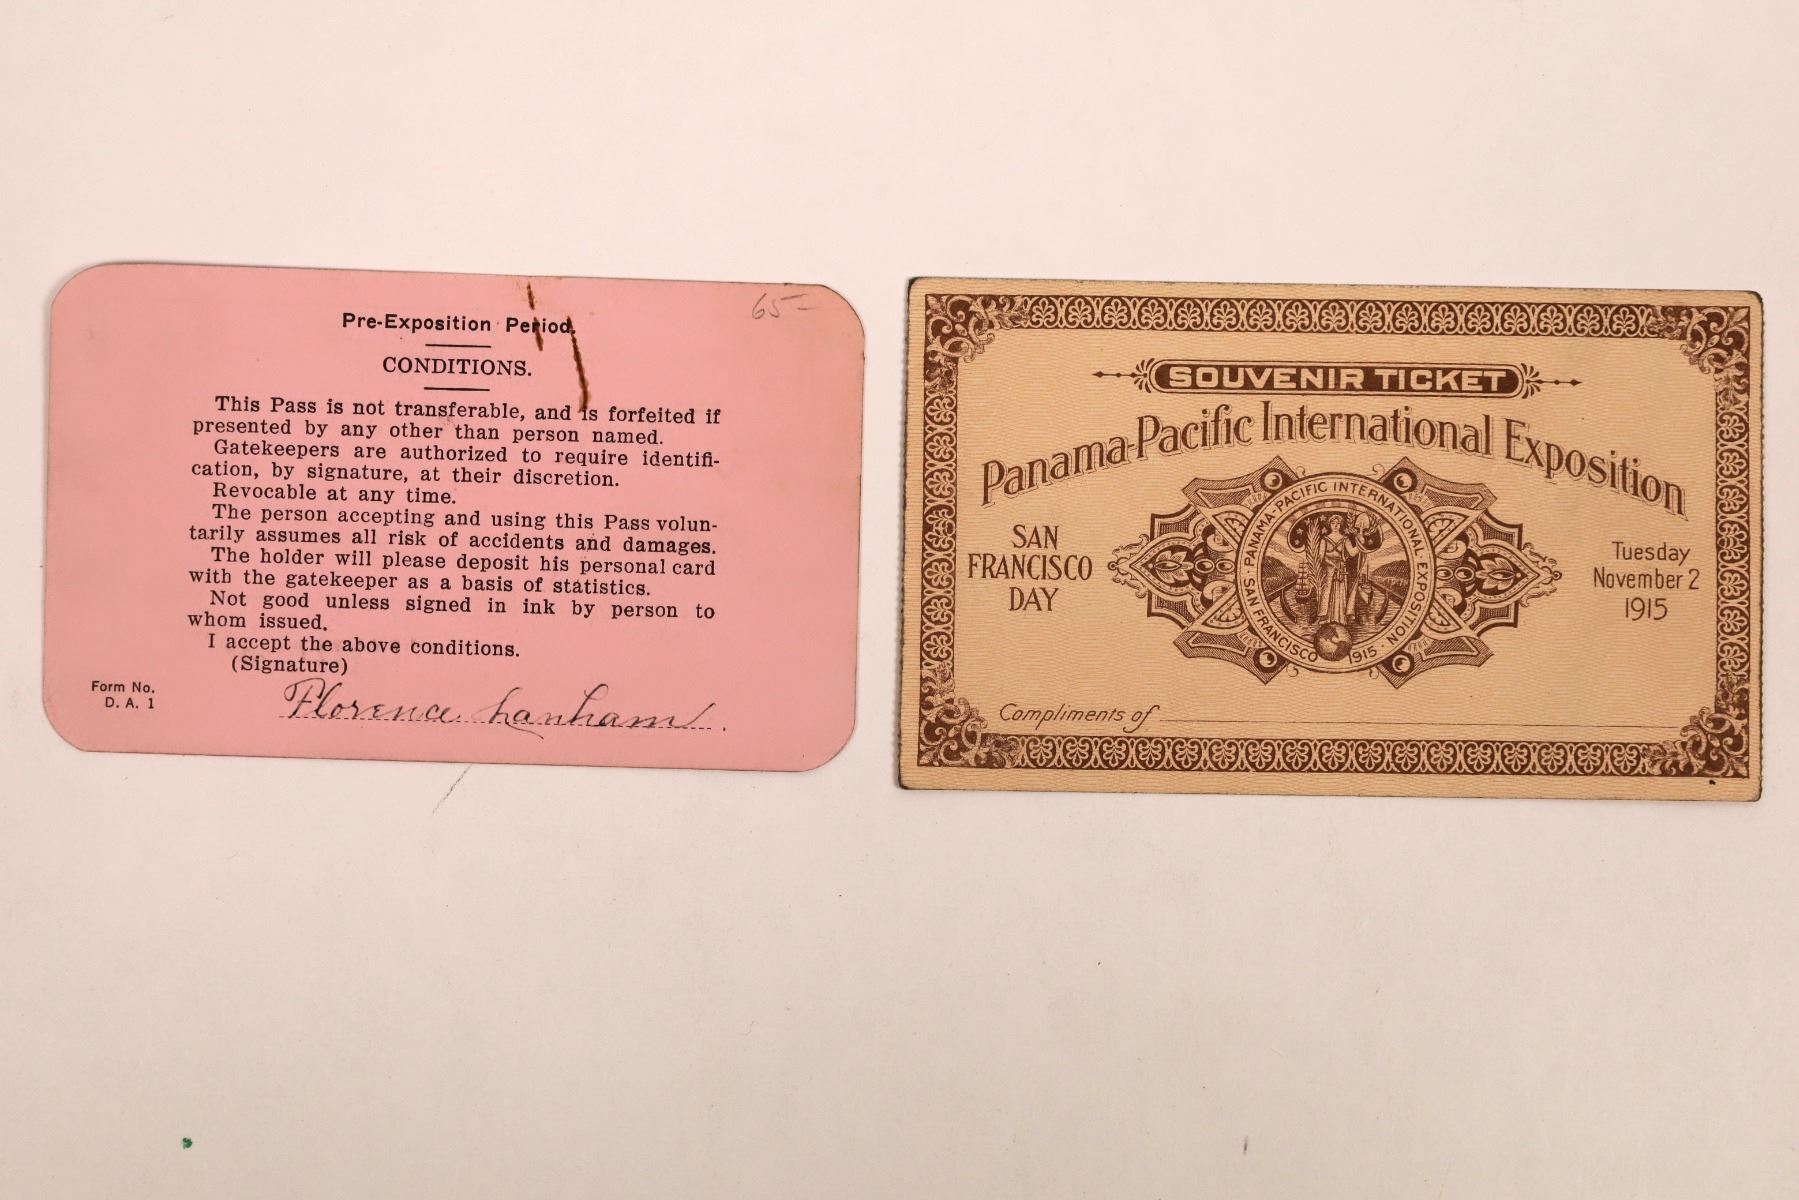 65-
Pre-Exposition Period.
CONDITIONS.
This Pass is not transferable, and is forfeited if
presented by any other than person named.
Gatekeepers are authorized to require identifi-
cation, by signature, at their discretion.
Revocable at any time.
The person accepting and using this Pass volun-
tarily assumes all risk of accidents and damages.
The holder will please deposit his personal card
with the gatekeeper as a basis of statistics.
Not good unless signed in ink by person to
whom issued.
I accept the above conditions.
(Signature)
Form No.
D. A. 1
Florence Lanham
SOUVENIR TICKET
Panama-Pacific International Exposition
SAN
FRANCISCO
DAY
PANAMA-PACIFIC INTERNATIONAL EXPOSITION
SAN FRANCISCO 1915
Tuesday
November 2
1915
Compliments of